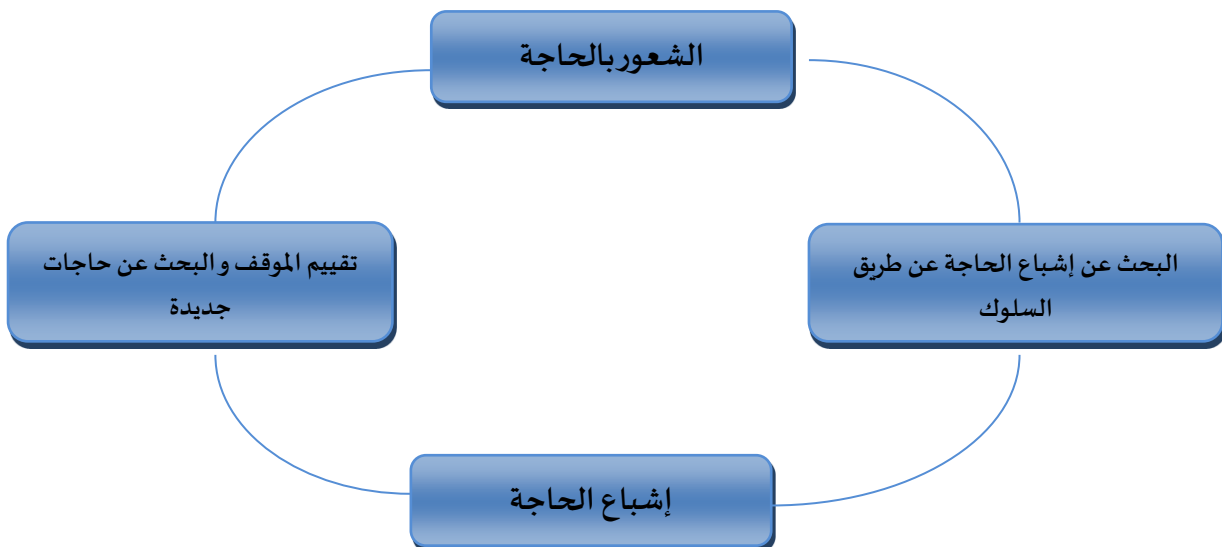 الشعور بالحاجة
البحث عن إشباع الحاجة عن طريق
السلوك
تقييم الموقف و البحث عن حاجات
جديدة
إشباع الحاجة